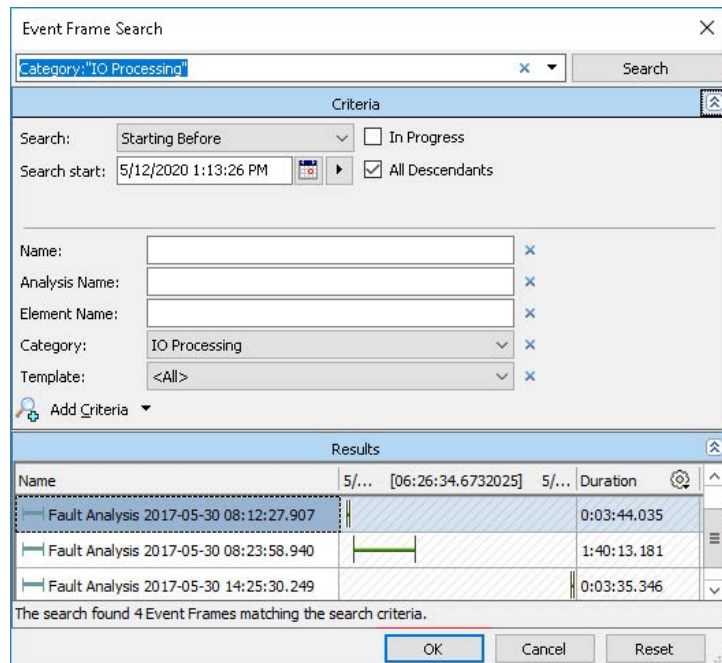 Event Frame Search
Category:"IO Processing" Search
Criteria
Search: Starting Before In Progress
Search start: 5/12/2020 1:13:26 PM All Descendants
Name:
Analysis Name:
Element Name:
Category: IO Processing
Template: <All>
Add Criteria
Results
Name 5/... [06:26:34.6732025] 5/... Duration
Fault Analysis 2017-05-30 08:12:27.907 0:03:44.035
Fault Analysis 2017-05-30 08:23:58.940 1:40:13.181
Fault Analysis 2017-05-30 14:25:30.249 0:03:35.346
The search found 4 Event Frames matching the search criteria.
OK Cancel Reset